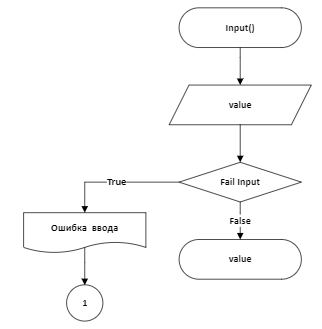 Input()
value
Fail Input
True
False
Ошибка ввода
value
1